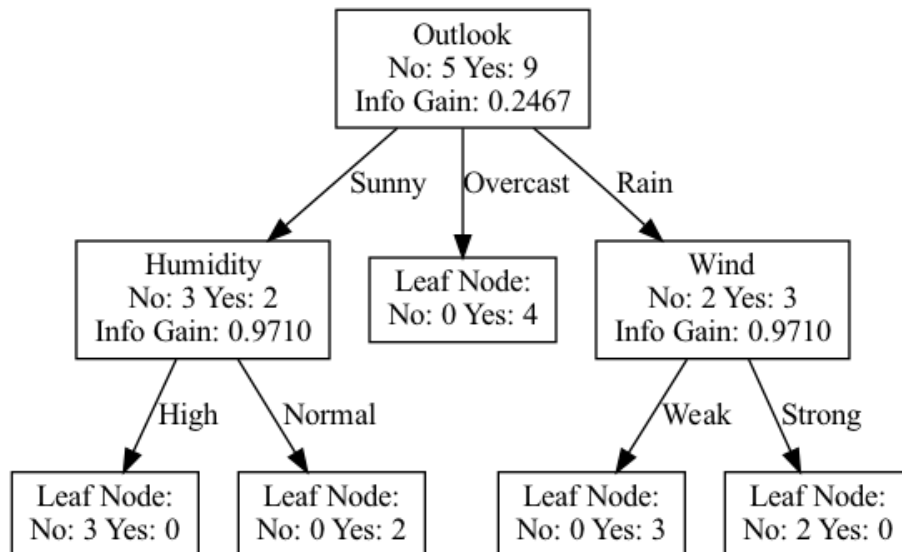 Outlook
No: 5 Yes: 9
Info Gain: 0.2467
Sunny
Overcast
Rain
Humidity
No: 3 Yes: 2
Info Gain: 0.9710
Leaf Node:
No: 0 Yes: 4
Wind
No: 2 Yes: 3
Info Gain: 0.9710
High
Normal
Weak
Strong
Leaf Node:
No: 3 Yes: 0
Leaf Node:
No: 0 Yes: 2
Leaf Node:
No: 0 Yes: 3
Leaf Node:
No: 2 Yes: 0